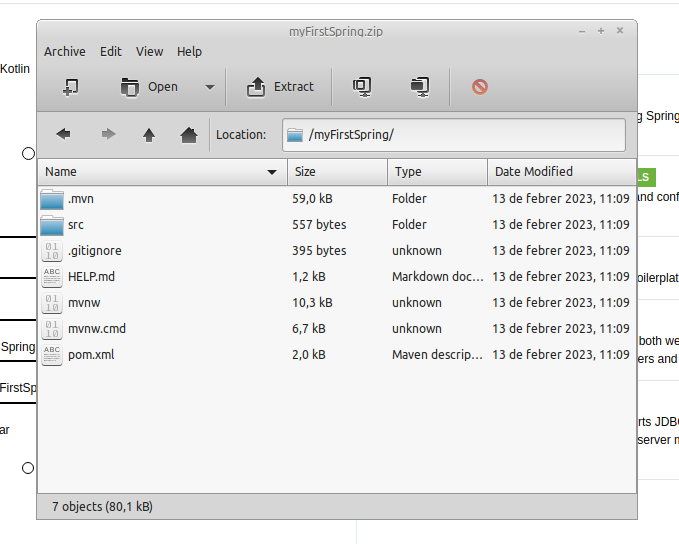 myFirstSpring.zip
Archive Edit View Help
Kotlin
Open
Extract
g Spring
Location: /myFirstSpring/
Name Size Type Date Modified
LS
.mvn 59,0 kB Folder 13 de febrer 2023, 11:09
and conf
src 557 bytes Folder 13 de febrer 2023, 11:09
.gitignore 395 bytes unknown 13 de febrer 2023, 11:09
HELP.md 1,2 kB Markdown doc... 13 de febrer 2023, 11:09
oilerplat
mvnw 10,3 kB unknown 13 de febrer 2023, 11:09
mvnw.cmd 6,7 kB unknown 13 de febrer 2023, 11:09
both we
Spring
pom.xml 2,0 kB Maven descrip... 13 de febrer 2023, 11:09
ers and
FirstSp
ar
rts JDBC
server m
7 objects (80,1 kB)